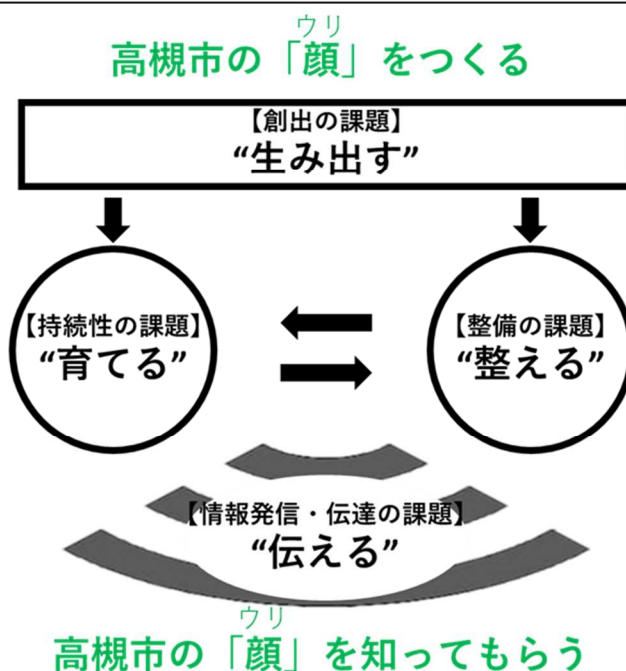 ウリ
高槻市の「顔」をつくる
【創出の課題】
“生み出す”
【持続性の課題】
“育てる”
【整備の課題】
“整える”
【情報発信・伝達の課題】
“伝える”
ウリ
高槻市の「顔」を知ってもらう